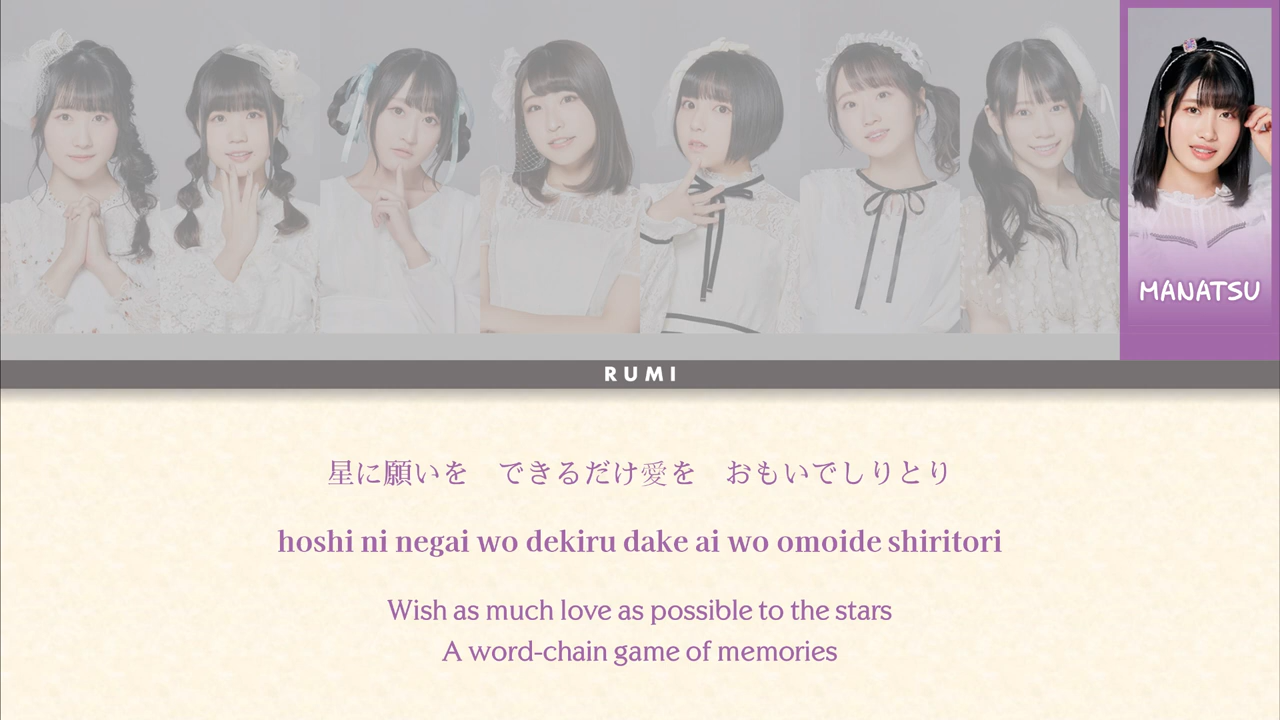 MANATSU
RUMI
星に願いを　できるだけ愛を　おもいでしりとり
hoshi ni negai wo dekiru dake ai wo omoide shiritori
Wish as much love as possible to the stars
A word-chain game of memories